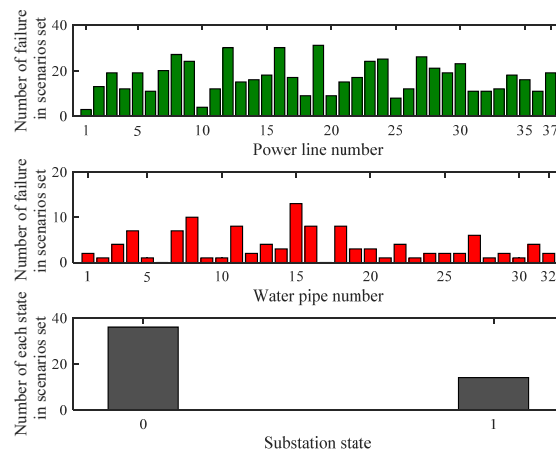 Number of failure
in scenarios set
40
20
0
1 5 10 15 20 25 30 35 37
Power line number
Number of failure
in scenarios set
20
10
0
1 5 10 15 20 25 30 32
Water pipe number
Number of each state
in scenarios set
40
20
0
0 1
Substation state